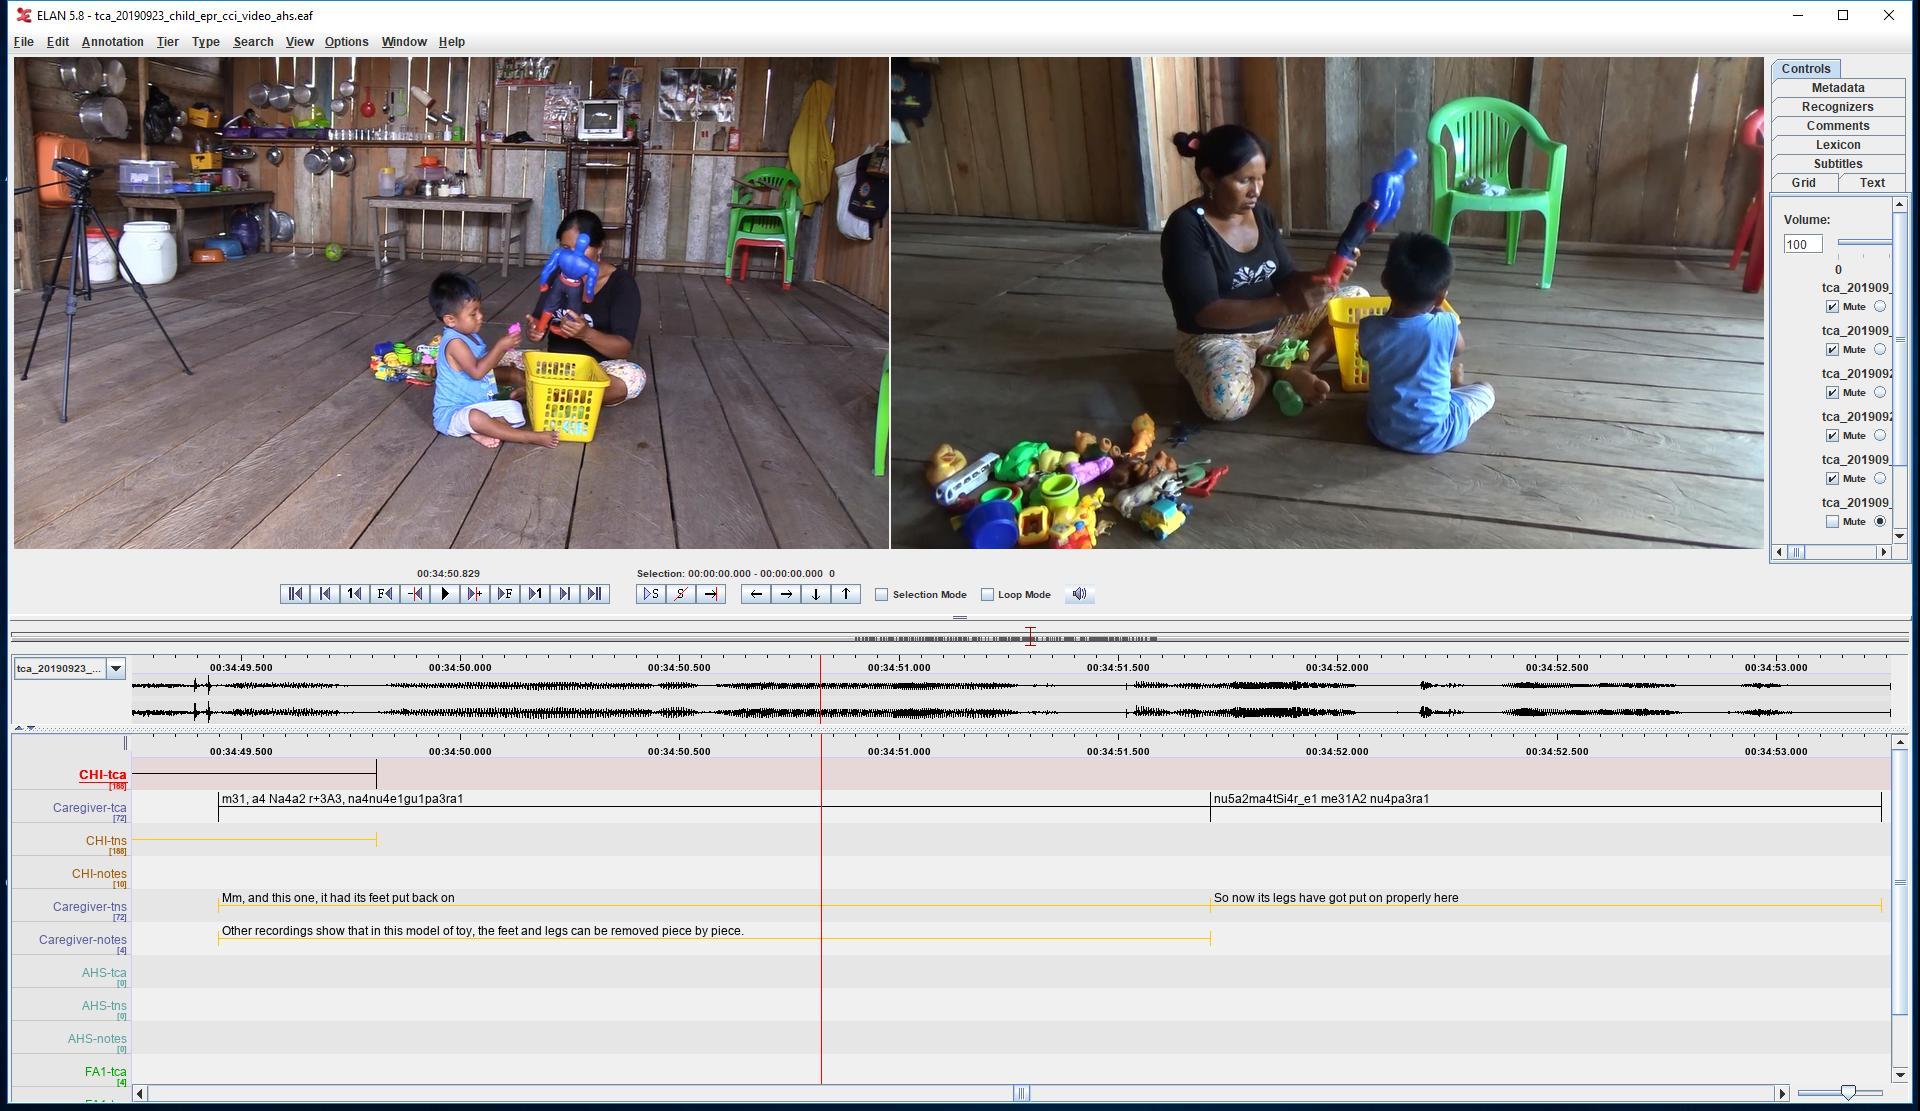 ELAN 5.8 - tca_20190923_child_epr_cci_video_ahs.eaf
File Edit Annotation Tier Type Search View Options Window Help
Controls
Metadata
Recognizers
Comments
Lexicon
Subtitles
Grid Text
Volume:
100
0
tca_201909_
Mute
tca_201909_
Mute
tca_2019092
Mute
tca_2019092
Mute
tca_201909_
Mute
tca_201909_
Mute
00:34:50.829
Selection: 00:00:00.000 - 00:00:00.000 0
1 F F 1 S S Selection Mode Loop Mode
tca_20190923_...
00:34:49.500 00:34:50.000 00:34:50.500 00:34:51.000 00:34:51.500 00:34:52.000 00:34:52.500 00:34:53.000
00:34:49.500 00:34:50.000 00:34:50.500 00:34:51.000 00:34:51.500 00:34:52.000 00:34:52.500 00:34:53.000
CHI-tca
[188]
Caregiver-tca m31, a4 Na4a2 r+3A3, na4nu4e1gu1pa3ra1 nu5a2ma4tSi4r_e1 me31A2 nu4pa3ra1
[72]
CHI-tns
[188]
CHI-notes
[10]
Caregiver-tns Mm, and this one, it had its feet put back on So now its legs have got put on properly here
[72]
Caregiver-notes Other recordings show that in this model of toy, the feet and legs can be removed piece by piece.
[4]
AHS-tca
[0]
AHS-tns
[0]
AHS-notes
[0]
FA1-tca
[4]